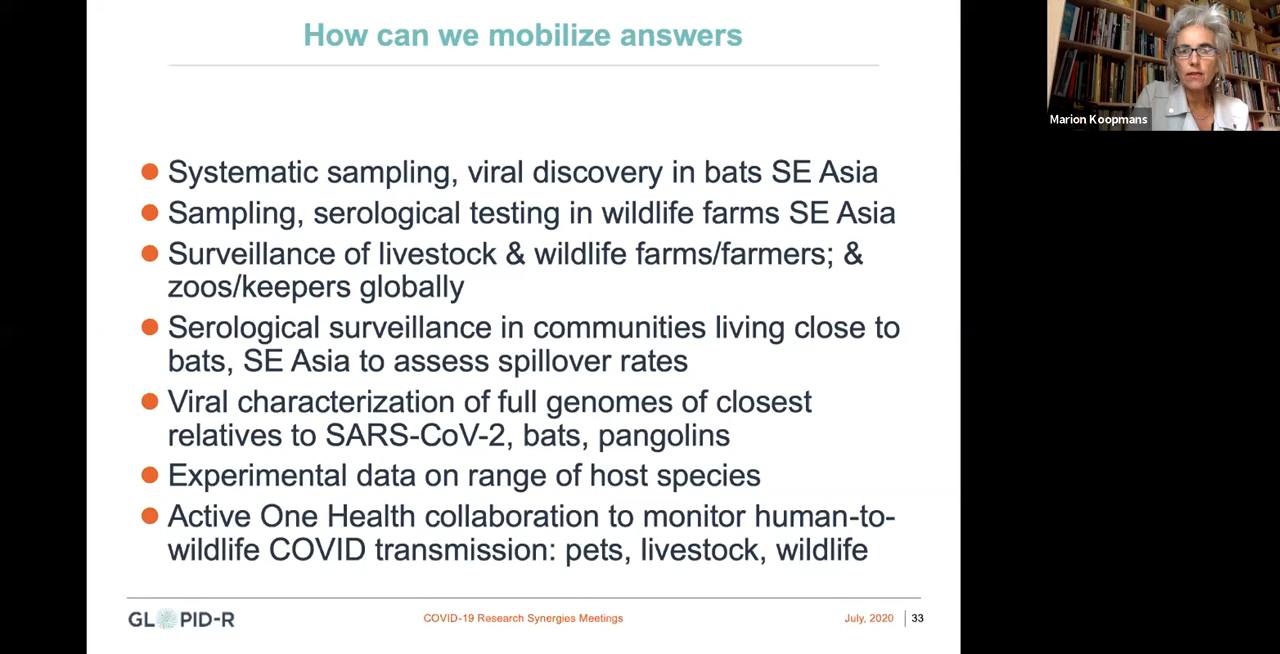 How can we mobilize answers
Marion Koopmans
Systematic sampling, viral discovery in bats SE Asia
Sampling, serological testing in wildlife farms SE Asia
Surveillance of livestock & wildlife farms/farmers; &
zoos/keepers globally
Serological surveillance in communities living close to
bats, SE Asia to assess spillover rates
Viral characterization of full genomes of closest
relatives to SARS-CoV-2, bats, pangolins
Experimental data on range of host species
Active One Health collaboration to monitor human-to-
wildlife COVID transmission: pets, livestock, wildlife
GLOPID-R
COVID-19 Research Synergies Meetings
July, 2020
33